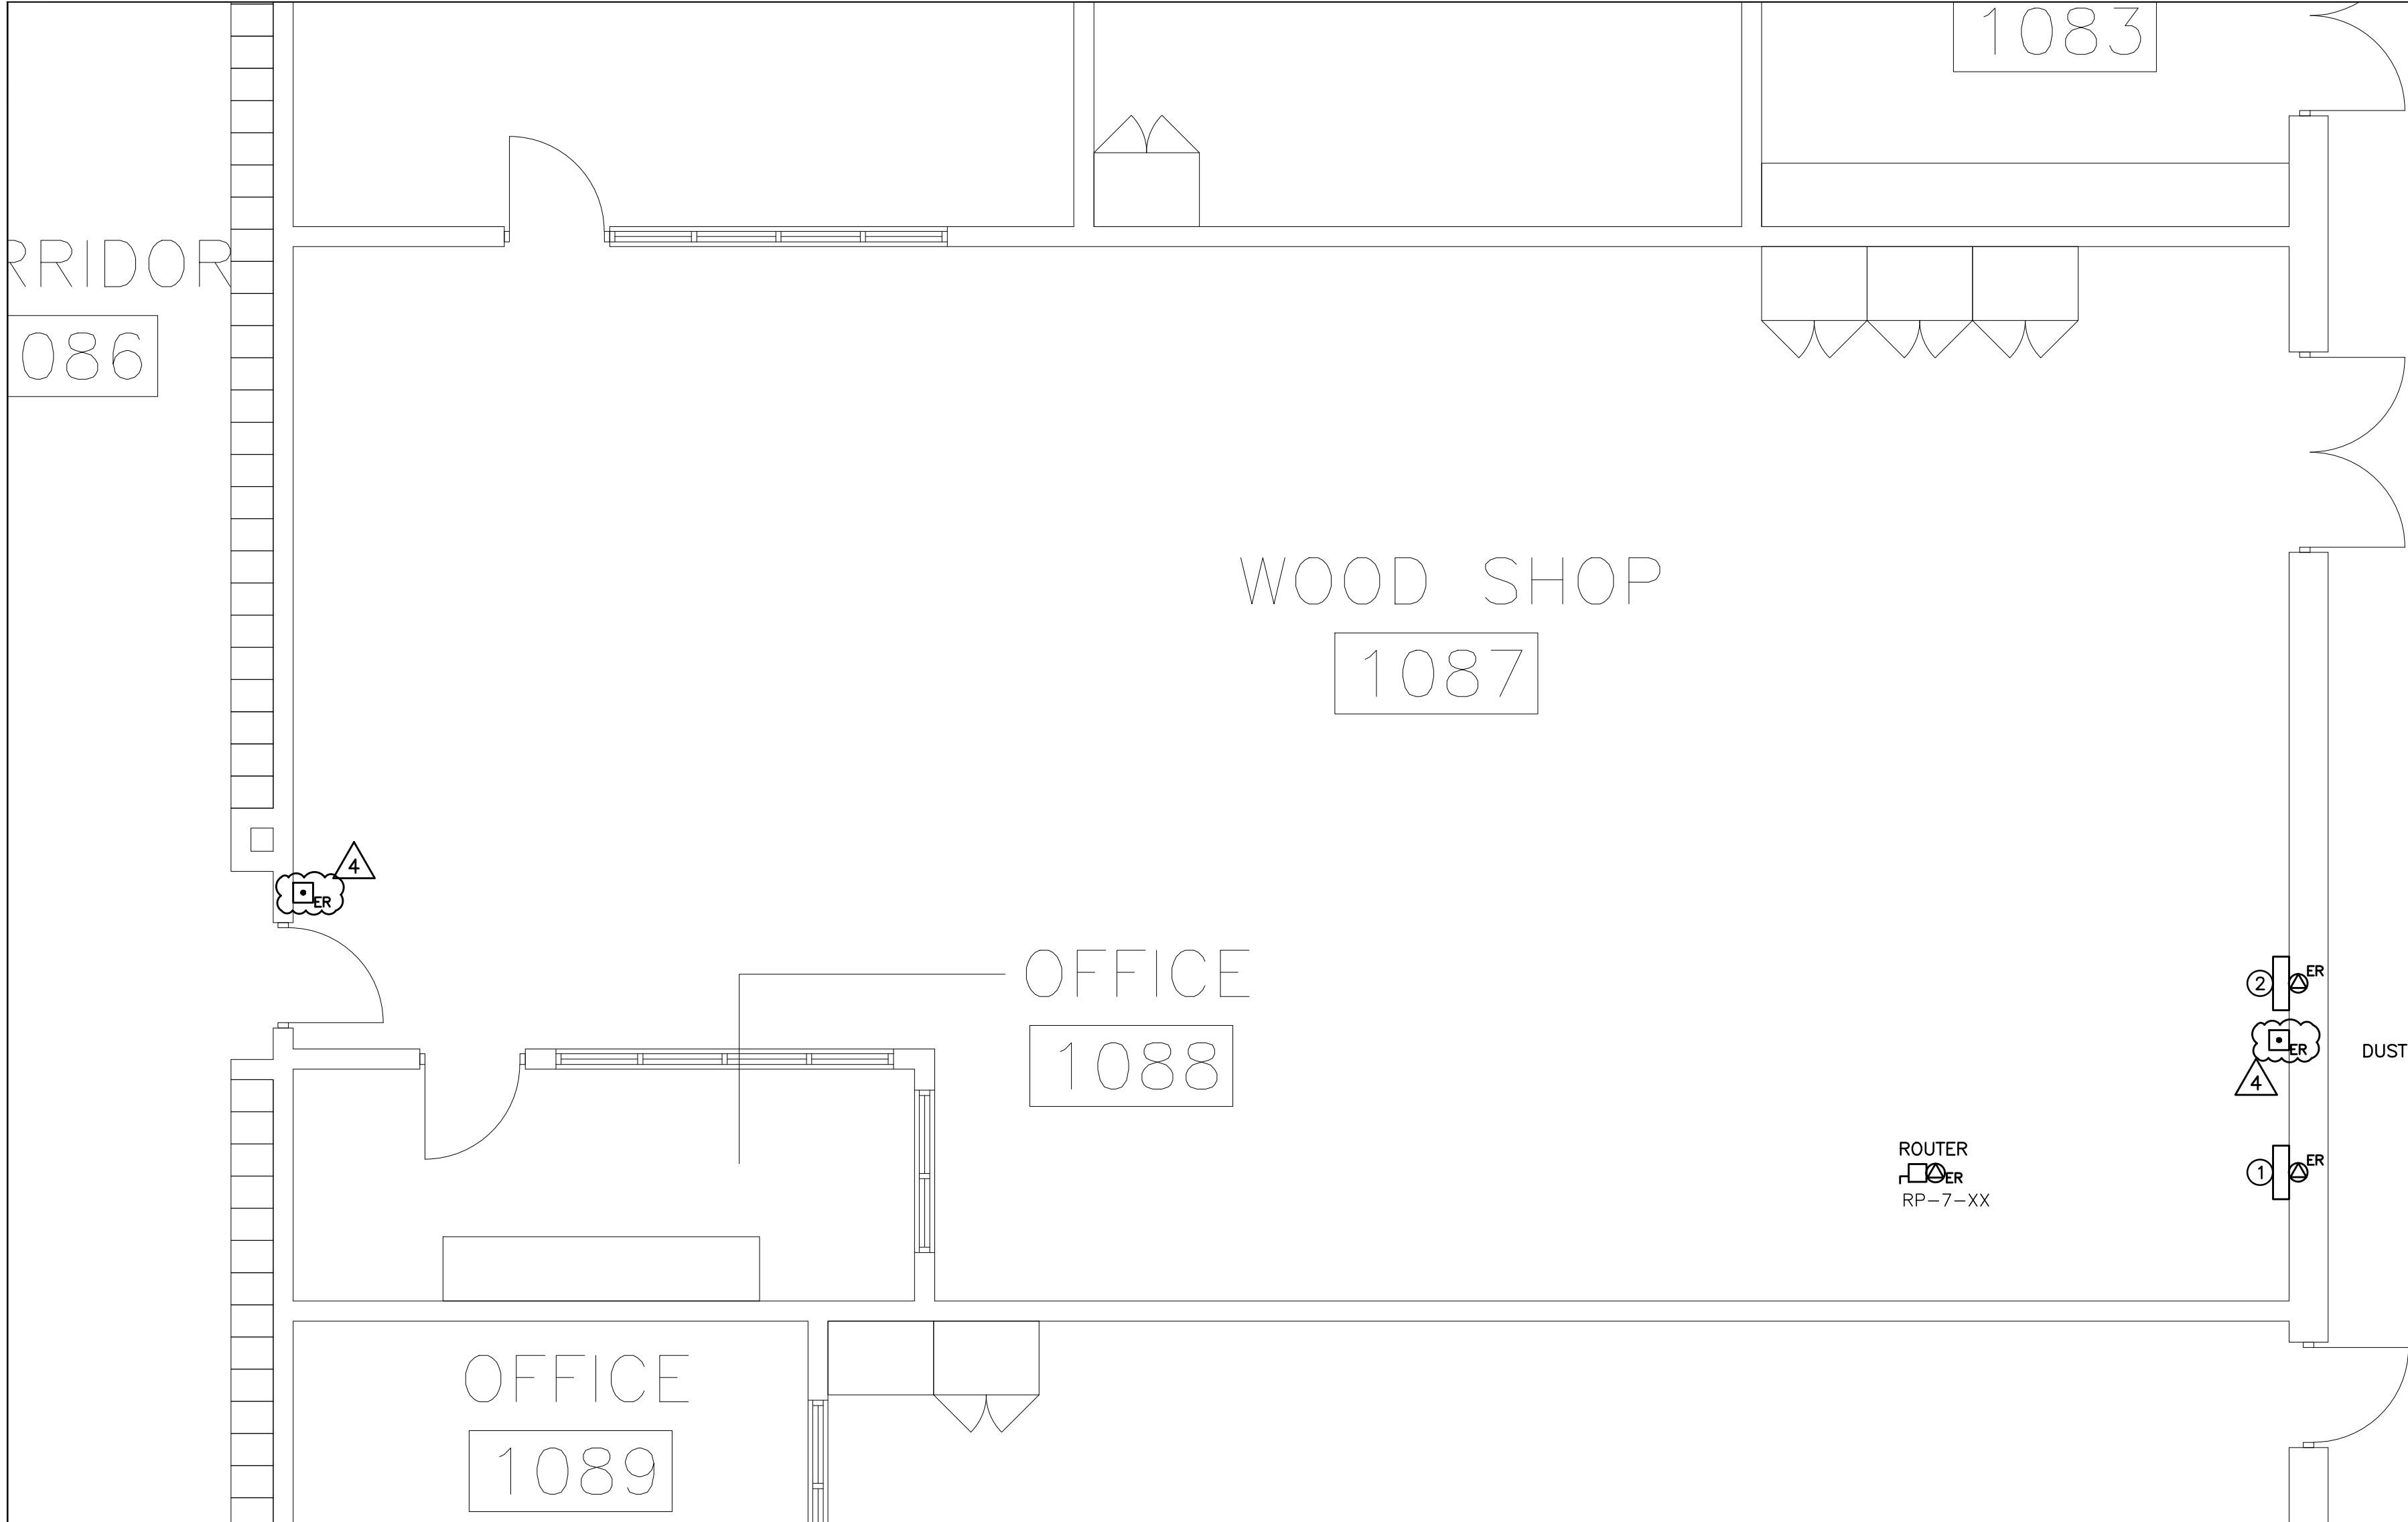 1083
RRIDOR
086
WOOD SHOP
1087
4
ER
OFFICE
1088
2
ER
ER
4
DUST
ROUTER
ER
RP-7-XX
1
ER
OFFICE
1089